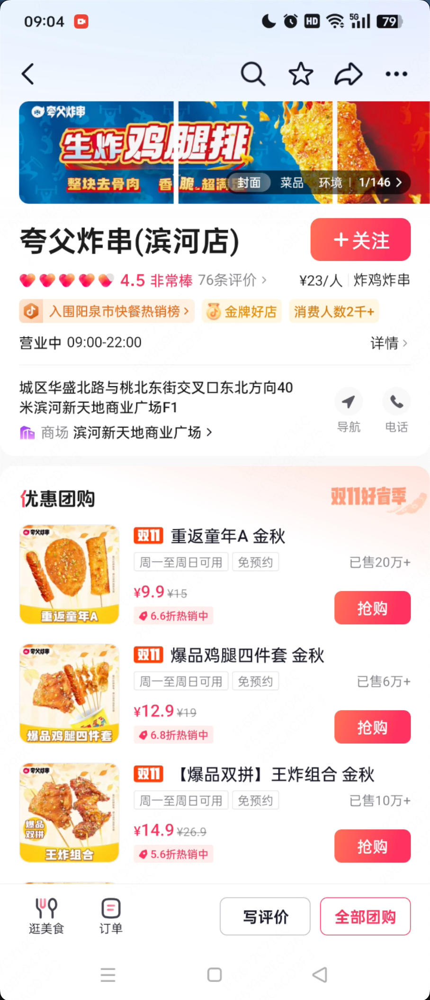 09:04
HD
5G
79
夸父炸串
生炸鸡腿排
整块去骨肉 香 脆 超满
封面 菜品 环境 | 1/146 >
夸父炸串(滨河店)
+关注
4.5 非常棒 76条评价 >
¥23/人 炸鸡炸串
入围阳泉市快餐热销榜 >
金牌好店
消费人数2千+
营业中 09:00-22:00
详情 >
城区华盛北路与桃北东街交叉口东北方向40
米滨河新天地商业广场F1
导航
电话
商场 滨河新天地商业广场 >
优惠团购
双11好省季
夸父炸串
重返童年A
双11 重返童年A 金秋
周一至周日可用 免预约
已售20万+
¥9.9 ¥15
6.6折热销中
抢购
夸父炸串
爆品鸡腿四件套
双11 爆品鸡腿四件套 金秋
周一至周日可用 免预约
已售6万+
¥12.9 ¥19
6.8折热销中
抢购
夸父炸串
爆品
双拼
王炸组合
双11 【爆品双拼】王炸组合 金秋
周一至周日可用 免预约
已售10万+
¥14.9 ¥26.9
5.6折热销中
抢购
逛美食
订单
写评价
全部团购